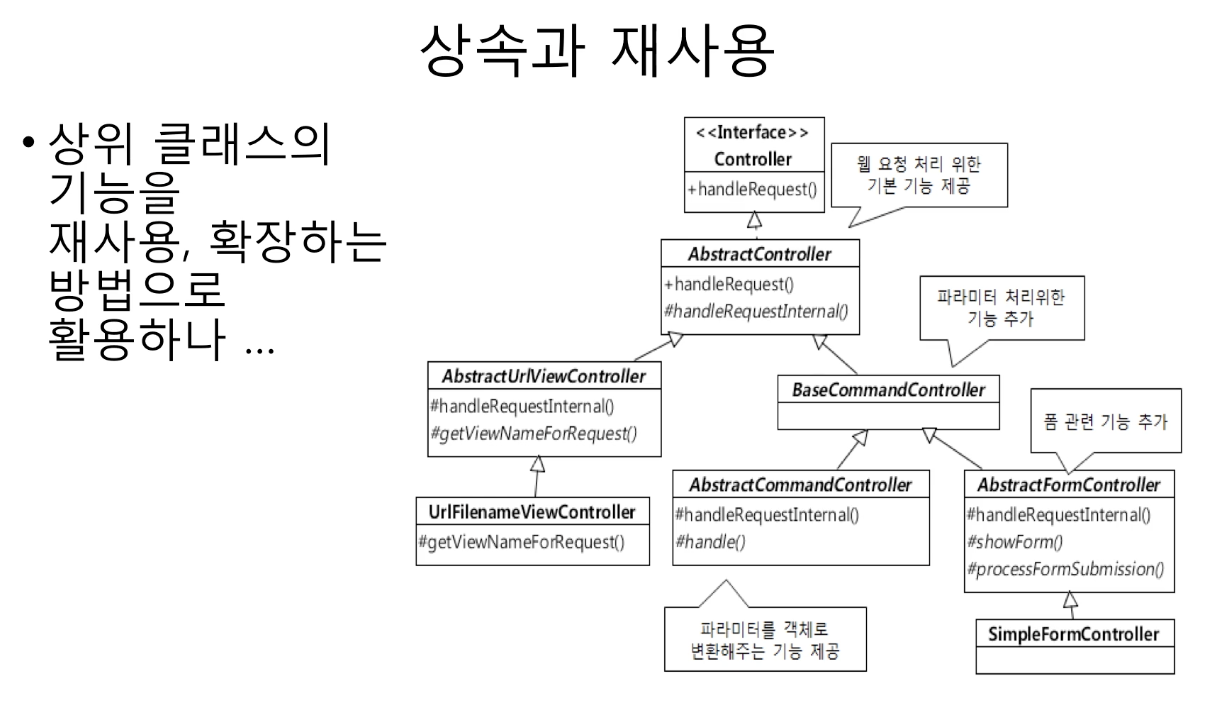 상속과 재사용
• 상위 클래스의
기능을
재사용, 확장하는
방법으로
활용하나 ...
<<Interface>>
Controller
+handleRequest()
웹 요청 처리 위한
기본 기능 제공
AbstractController
+handleRequest()
#handleRequestInternal()
파라미터 처리위한
기능 추가
AbstractUrlViewController
#handleRequestInternal()
#getViewNameForRequest()
BaseCommandController
폼 관련 기능 추가
UrlFilenameViewController
#getViewNameForRequest()
AbstractCommandController
#handleRequestInternal()
#handle()
AbstractFormController
#handleRequestInternal()
#showForm()
#processFormSubmission()
파라미터를 객체로
변환해주는 기능 제공
SimpleFormController